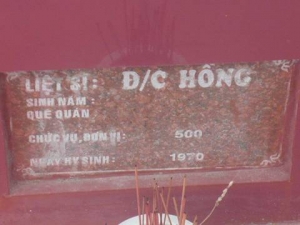 LIỆT SĨ: Đ/C HỒNG
SINH NĂM:
QUÊ QUÁN:
CHỨC VỤ, ĐƠN VỊ: 500
NGÀY HY SINH: 1970